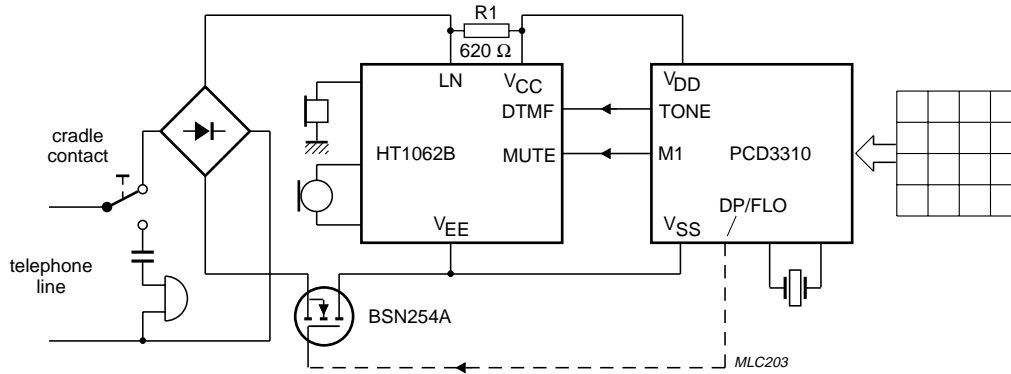 R1
620 Ω
LN
VCC
VDD
DTMF
TONE
HT1062B
MUTE
M1
PCD3310
cradle
contact
VEE
VSS
DP/FLO
telephone
line
BSN254A
MLC203